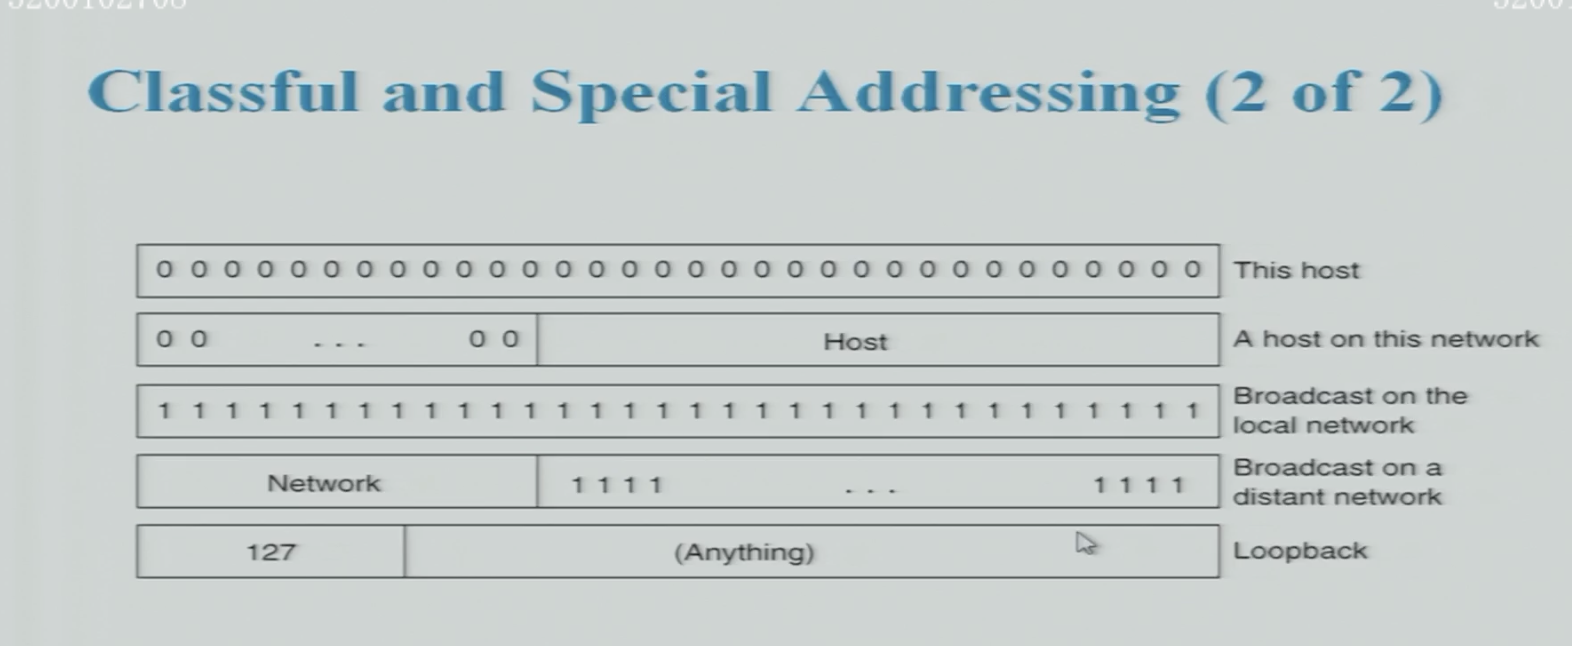 Classful and Special Addressing (2 of 2)
0 0 0 0 0 0 0 0 0 0 0 0 0 0 0 0 0 0 0 0 0 0 0 0 0 0 0 0 0 0 0 0 This host
0 0 ... 0 0 Host A host on this network
1 1 1 1 1 1 1 1 1 1 1 1 1 1 1 1 1 1 1 1 1 1 1 1 1 1 1 1 1 1 1 1 Broadcast on the
local network
Network 1 1 1 1 ... 1 1 1 1 Broadcast on a
distant network
127 (Anything) Loopback